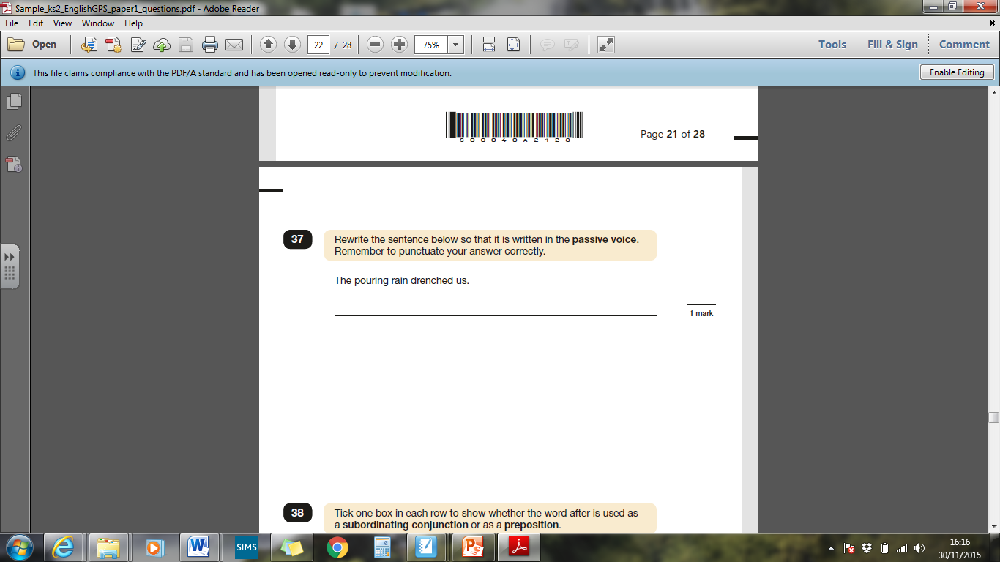 Sample_ks2_EnglishGPS_paper1_questions.pdf - Adobe Reader
File Edit View Window Help
Open 22 / 28 75% Tools Fill & Sign Comment
This file claims compliance with the PDF/A standard and has been opened read-only to prevent modification. Enable Editing
S00040A2128
Page 21 of 28
37 Rewrite the sentence below so that it is written in the passive voice.
Remember to punctuate your answer correctly.
The pouring rain drenched us.
1 mark
38 Tick one box in each row to show whether the word after is used as
a subordinating conjunction or as a preposition.
SIMS
16:16
30/11/2015